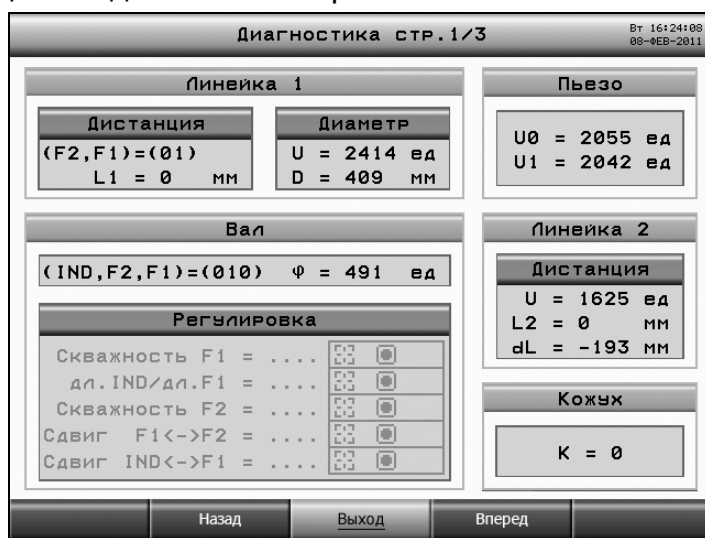 Диагностика стр.1/3
Вт 16:24:08
08-ФЕВ-2011
Линейка 1
Дистанция
(F2,F1)=(01)
L1 = 0 мм
Диаметр
U = 2414 ед
D = 409 мм
Пьезо
U0 = 2055 ед
U1 = 2042 ед
Вал
(IND,F2,F1)=(010) φ = 491 ед
Регулировка
Скважность F1 = ....
дл.IND/дл.F1 = ....
Скважность F2 = ....
Сдвиг F1<->F2 = ....
Сдвиг IND<->F1 = ....
Линейка 2
Дистанция
U = 1625 ед
L2 = 0 мм
dL = -193 мм
Кожух
K = 0
Назад Выход Вперед